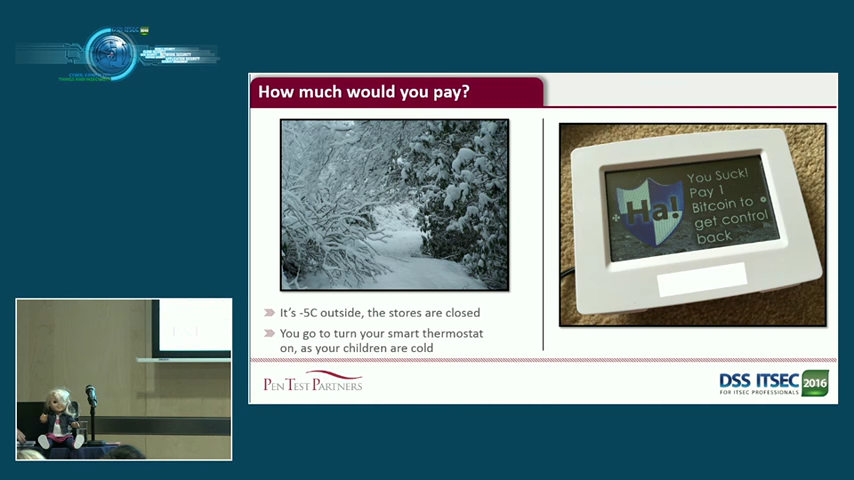 DSS ITSEC
How much would you pay?
You Suck!
Pay 1
Bitcoin to
get control
back
Ha!
It's -5C outside, the stores are closed
You go to turn your smart thermostat
on, as your children are cold
PEN TEST PARTNERS
DSS ITSEC 2016
FOR ITSEC PROFESSIONALS